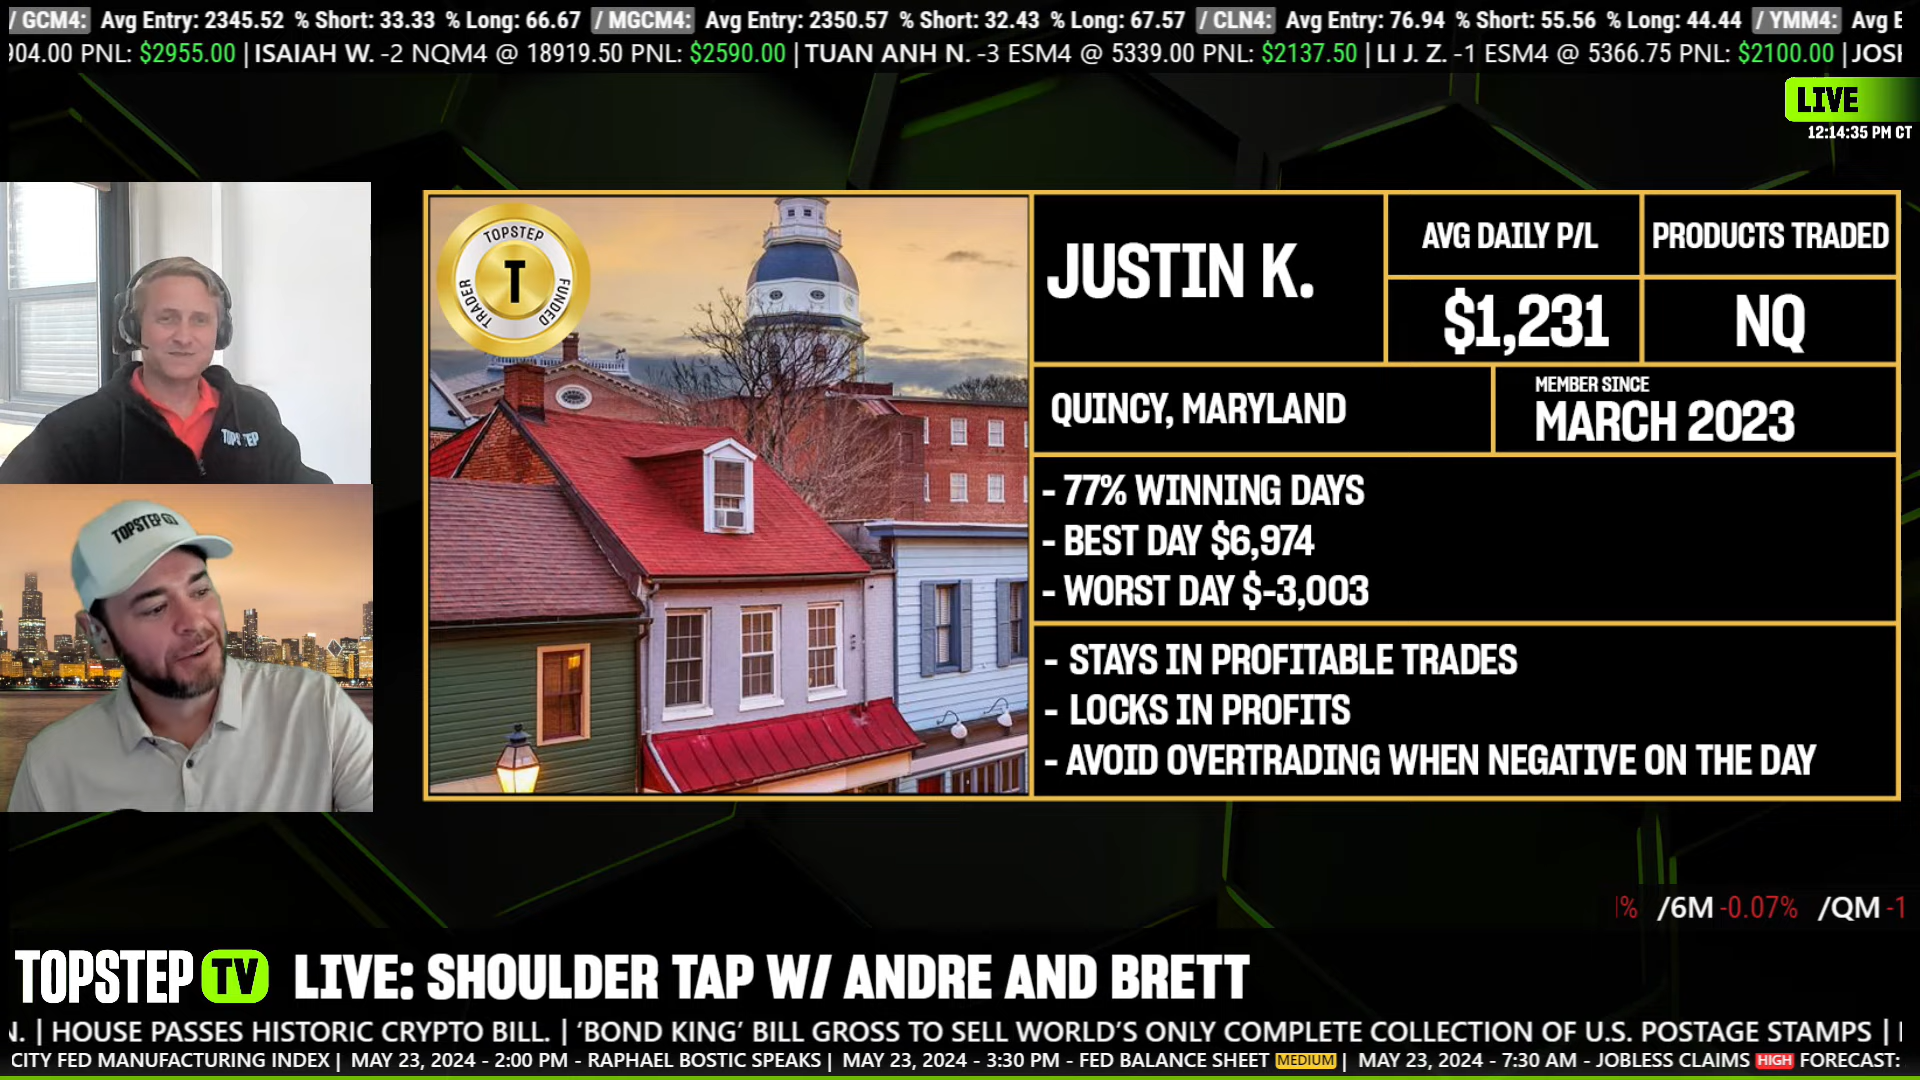 / GCM4: Avg Entry: 2345.52 % Short: 33.33 % Long: 66.67 / MGCM4: Avg Entry: 2350.57 % Short: 32.43 % Long: 67.57 / CLN4: Avg Entry: 76.94 % Short: 55.56 % Long: 44.44 / YMM4: Avg E
904.00 PNL: $2955.00 | ISAIAH W. -2 NQM4 @ 18919.50 PNL: $2590.00 | TUAN ANH N. -3 ESM4 @ 5339.00 PNL: $2137.50 | LI J. Z. -1 ESM4 @ 5366.75 PNL: $2100.00 | JOSH
LIVE
12:14:35 PM CT
TOPSTEP
T
TRADER
FUNDED
TOPSTEP
TOPSTEP
JUSTIN K.
AVG DAILY P/L
PRODUCTS TRADED
$1,231
NQ
QUINCY, MARYLAND
MEMBER SINCE
MARCH 2023
- 77% WINNING DAYS
- BEST DAY $6,974
- WORST DAY $-3,003
- STAYS IN PROFITABLE TRADES
- LOCKS IN PROFITS
- AVOID OVERTRADING WHEN NEGATIVE ON THE DAY
% /6M -0.07% /QM -1
TOPSTEP TV LIVE: SHOULDER TAP W/ ANDRE AND BRETT
N. | HOUSE PASSES HISTORIC CRYPTO BILL. | ‘BOND KING’ BILL GROSS TO SELL WORLD’S ONLY COMPLETE COLLECTION OF U.S. POSTAGE STAMPS |
CITY FED MANUFACTURING INDEX | MAY 23, 2024 - 2:00 PM - RAPHAEL BOSTIC SPEAKS | MAY 23, 2024 - 3:30 PM - FED BALANCE SHEET MEDIUM | MAY 23, 2024 - 7:30 AM - JOBLESS CLAIMS HIGH FORECAST: